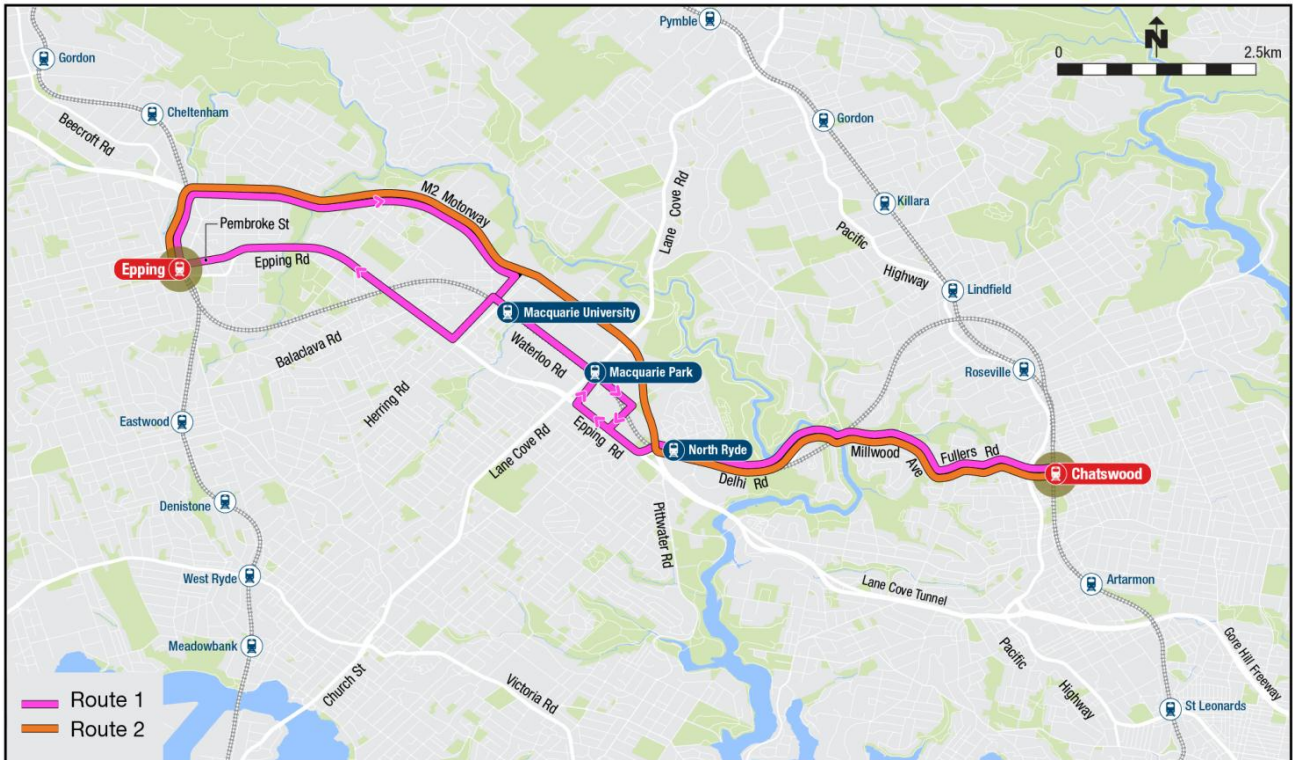 Pymble
N
0 2.5km
Gordon
Cheltenham
Beecroft Rd
Gordon
Lane Cove Rd
Killara
M2 Motorway
Pembroke St
Pacific
Highway
Epping
Epping Rd
Lindfield
Macquarie University
Balaclava Rd
Waterloo Rd
Macquarie Park
Roseville
Herring Rd
Eastwood
Lane Cove Rd
Epping Rd
North Ryde
Millwood
Ave
Fullers Rd
Delhi Rd
Chatswood
Denistone
Pittwater Rd
West Ryde
Lane Cove Tunnel
Artarmon
Meadowbank
Church St
Victoria Rd
Pacific
Highway
Gore Hill Freeway
St Leonards
Route 1
Route 2